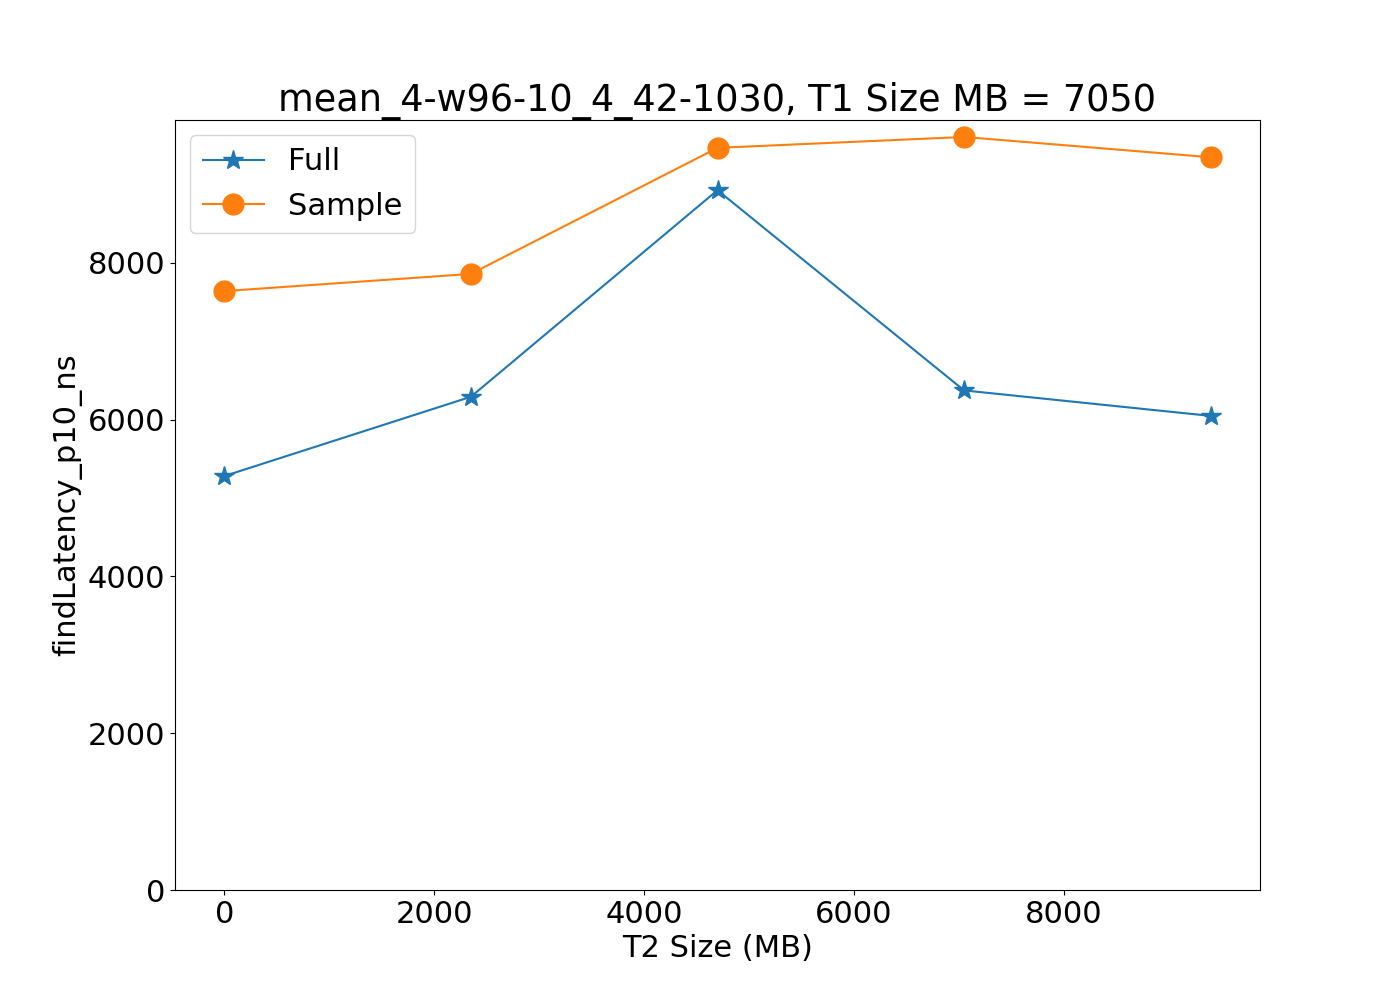 mean_4-w96-10_4_42-1030, T1 Size MB = 7050
Full
Sample
findLatency_p10_ns
8000
6000
4000
2000
0
0 2000 4000 6000 8000
T2 Size (MB)